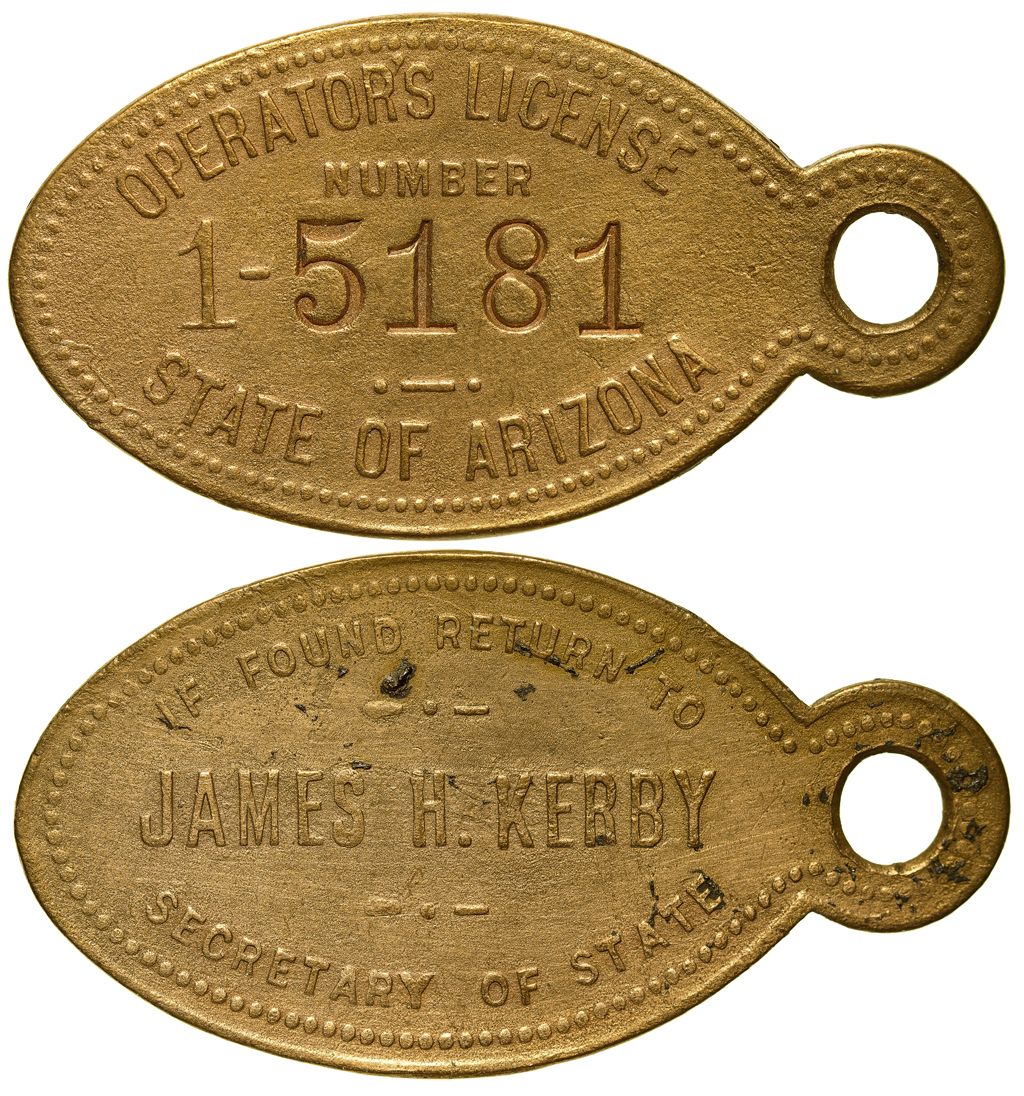 OPERATOR'S LICENSE
NUMBER
1-5181
STATE OF ARIZONA
IF FOUND RETURN TO
JAMES H. KERBY
SECRETARY OF STATE